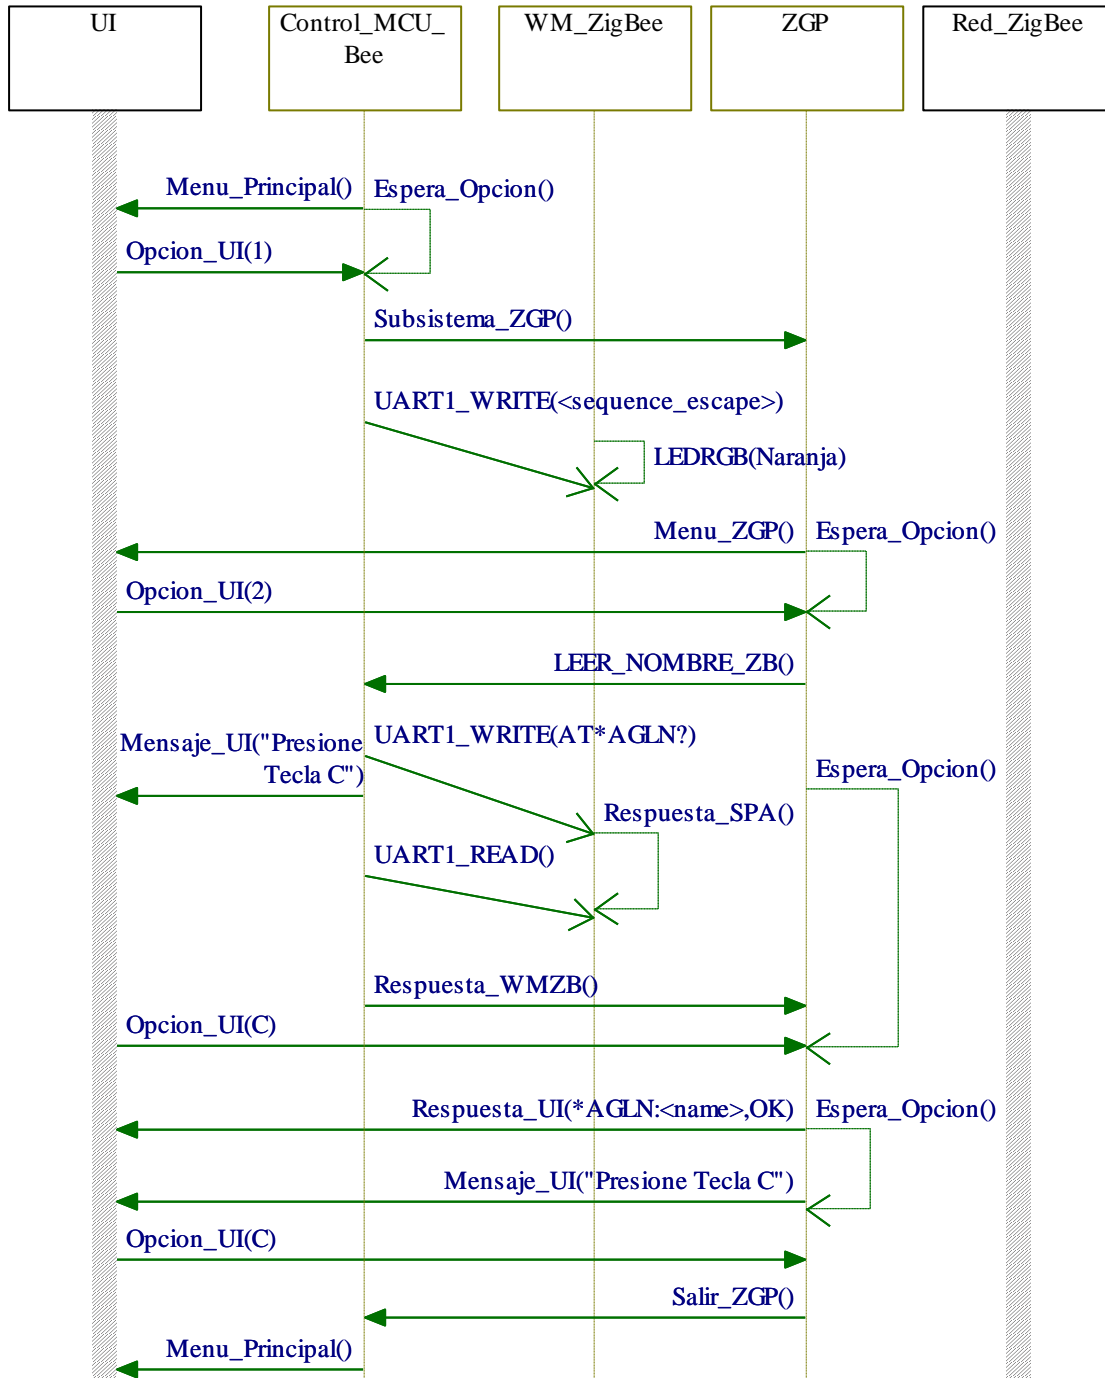 UI
Control_MCU_
Bee
WM_ZigBee
ZGP
Red_ZigBee
Menu_Principal()
Espera_Opcion()
Opcion_UI(1)
Subsistema_ZGP()
UART1_WRITE(<sequence_escape>)
LEDRGB(Naranja)
Menu_ZGP()
Espera_Opcion()
Opcion_UI(2)
LEER_NOMBRE_ZB()
UART1_WRITE(AT*AGLN?)
Mensaje_UI("Presione
Tecla C")
Espera_Opcion()
Respuesta_SPA()
UART1_READ()
Respuesta_WMZB()
Opcion_UI(C)
Respuesta_UI(*AGLN:<name>,OK)
Espera_Opcion()
Mensaje_UI("Presione Tecla C")
Opcion_UI(C)
Salir_ZGP()
Menu_Principal()